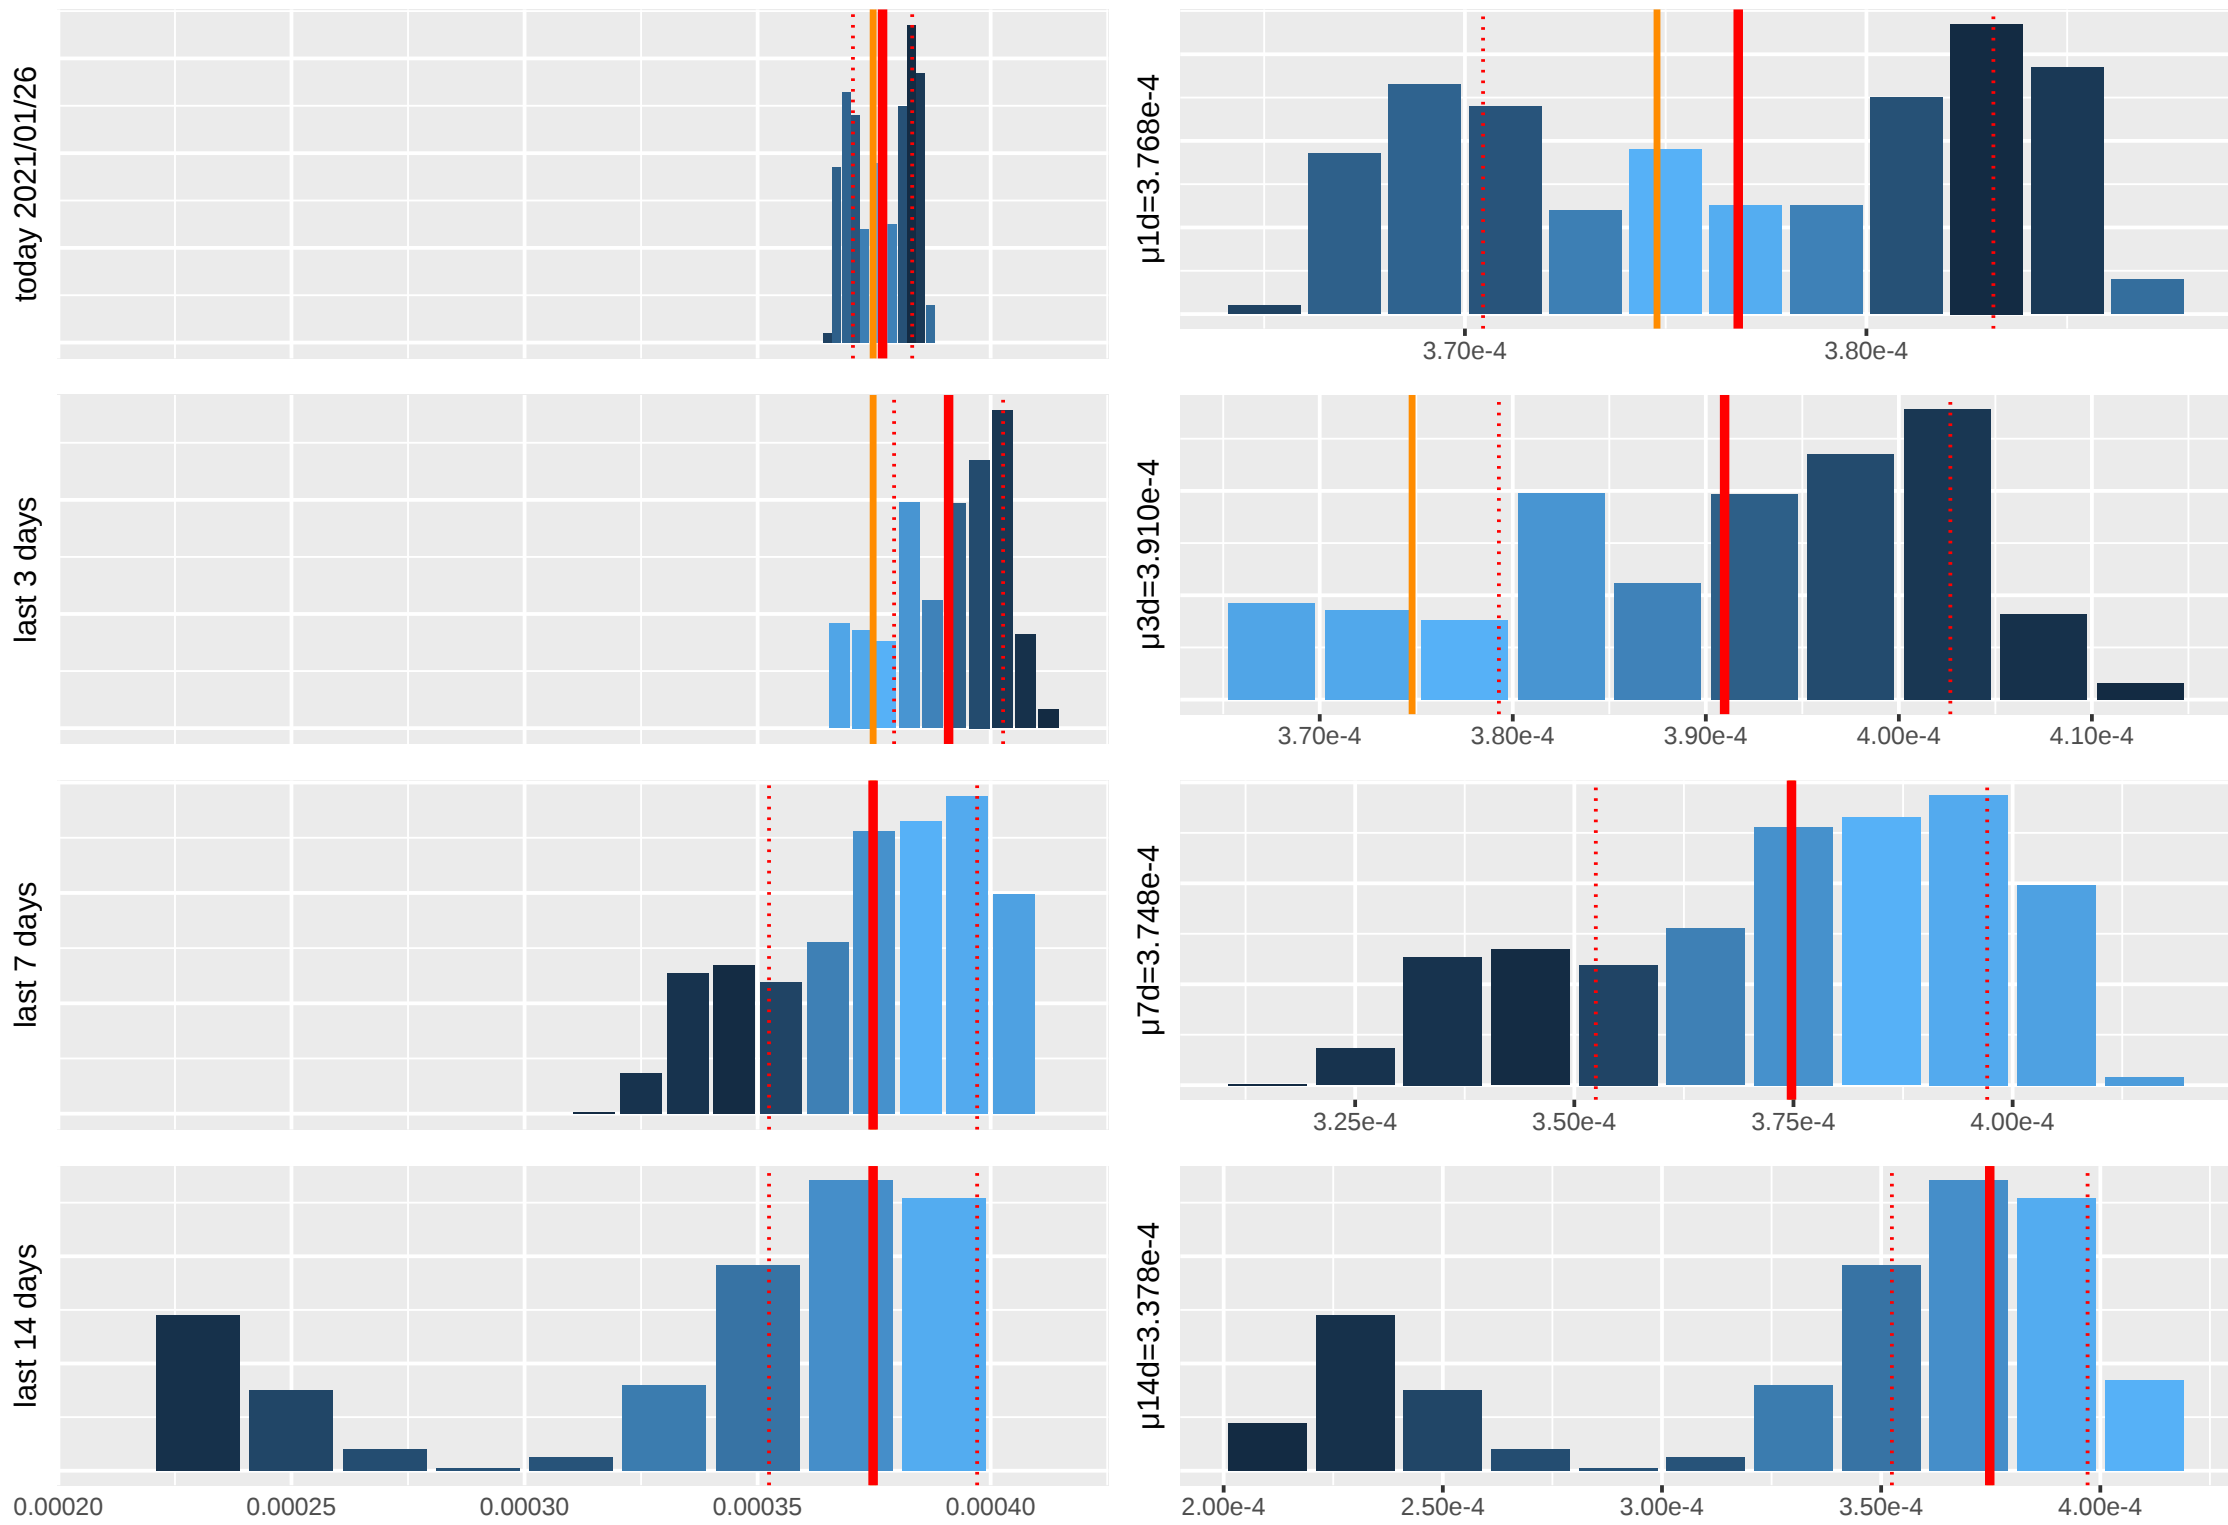 today 2021/01/26
µ1d=3.768e-4
3.70e-4 3.80e-4
last 3 days
µ3d=3.910e-4
3.70e-4 3.80e-4 3.90e-4 4.00e-4 4.10e-4
last 7 days
µ7d=3.748e-4
3.25e-4 3.50e-4 3.75e-4 4.00e-4
last 14 days
µ14d=3.378e-4
0.00020 0.00025 0.00030 0.00035 0.00040
2.00e-4 2.50e-4 3.00e-4 3.50e-4 4.00e-4